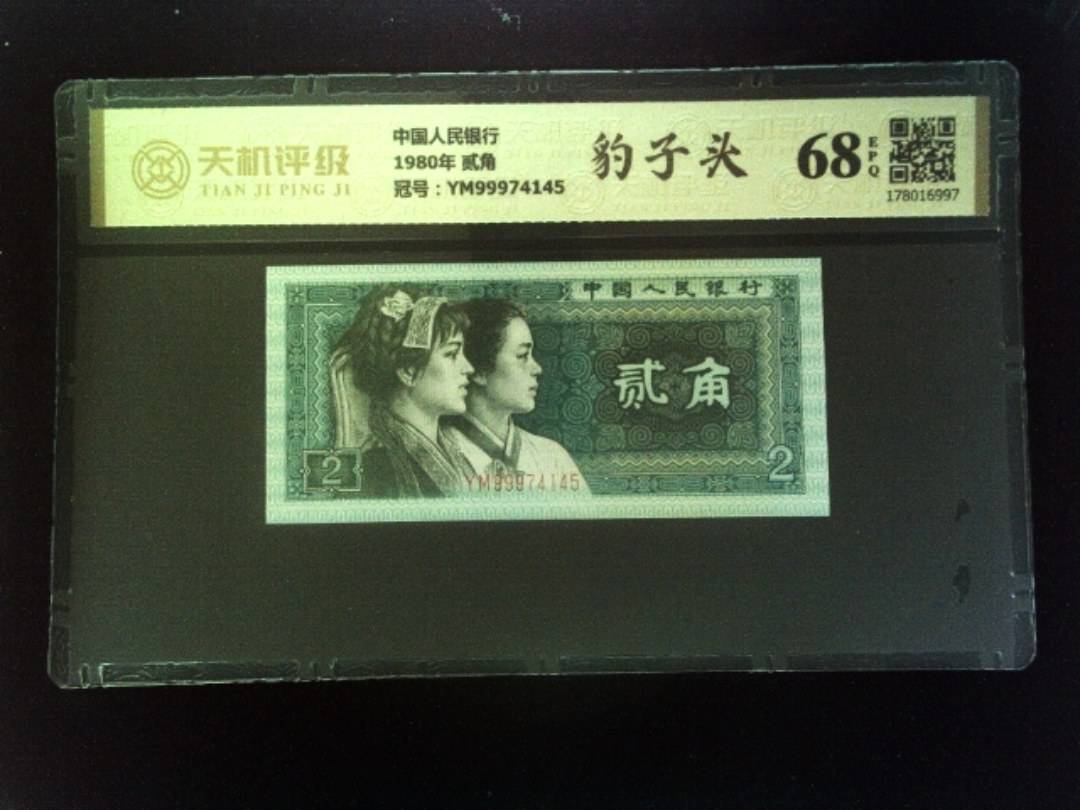 天机评级
TIAN JI PING JI
中国人民银行
1980年 贰角
冠号：YM99974145
豹子头
68
EPQ
178016997
中国人民银行
贰角
2
2
YM99974145